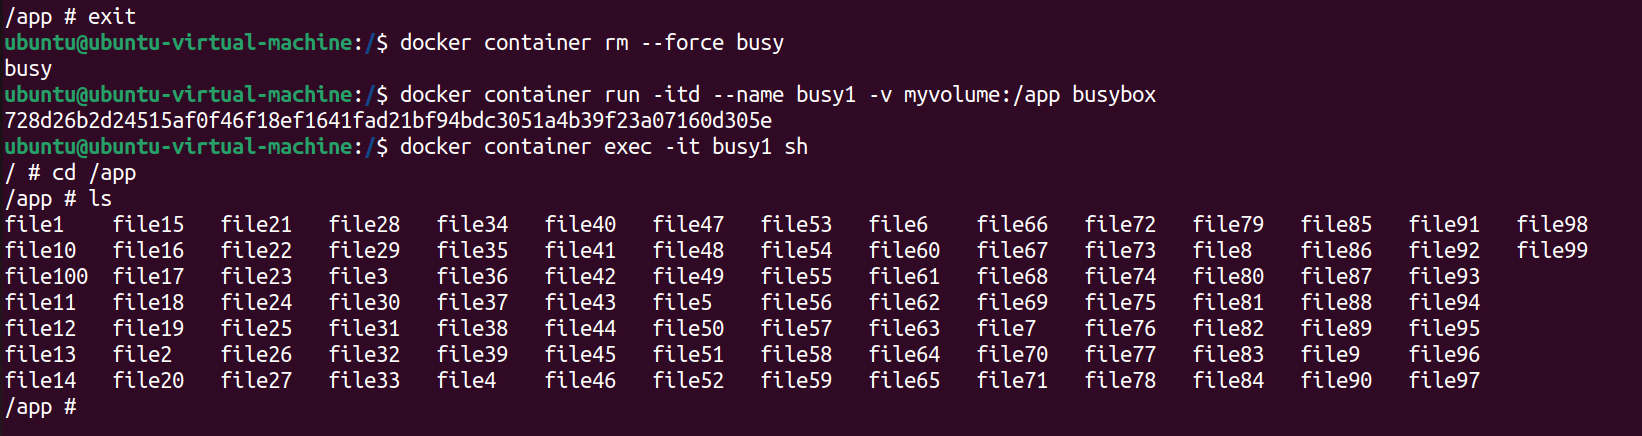 /app # exit
ubuntu@ubuntu-virtual-machine:/$ docker container rm --force busy
busy
ubuntu@ubuntu-virtual-machine:/$ docker container run -itd --name busy1 -v myvolume:/app busybox
728d26b2d24515af0f46f18ef1641fad21bf94bdc3051a4b39f23a07160d305e
ubuntu@ubuntu-virtual-machine:/$ docker container exec -it busy1 sh
/ # cd /app
/app # ls
file1    file15   file21   file28   file34   file40   file47   file53   file6    file66   file72   file79   file85   file91   file98
file10   file16   file22   file29   file35   file41   file48   file54   file60   file67   file73   file8    file86   file92   file99
file100  file17   file23   file3    file36   file42   file49   file55   file61   file68   file74   file80   file87   file93
file11   file18   file24   file30   file37   file43   file5    file56   file62   file69   file75   file81   file88   file94
file12   file19   file25   file31   file38   file44   file50   file57   file63   file7    file76   file82   file89   file95
file13   file2    file26   file32   file39   file45   file51   file58   file64   file70   file77   file83   file9    file96
file14   file20   file27   file33   file4    file46   file52   file59   file65   file71   file78   file84   file90   file97
/app #